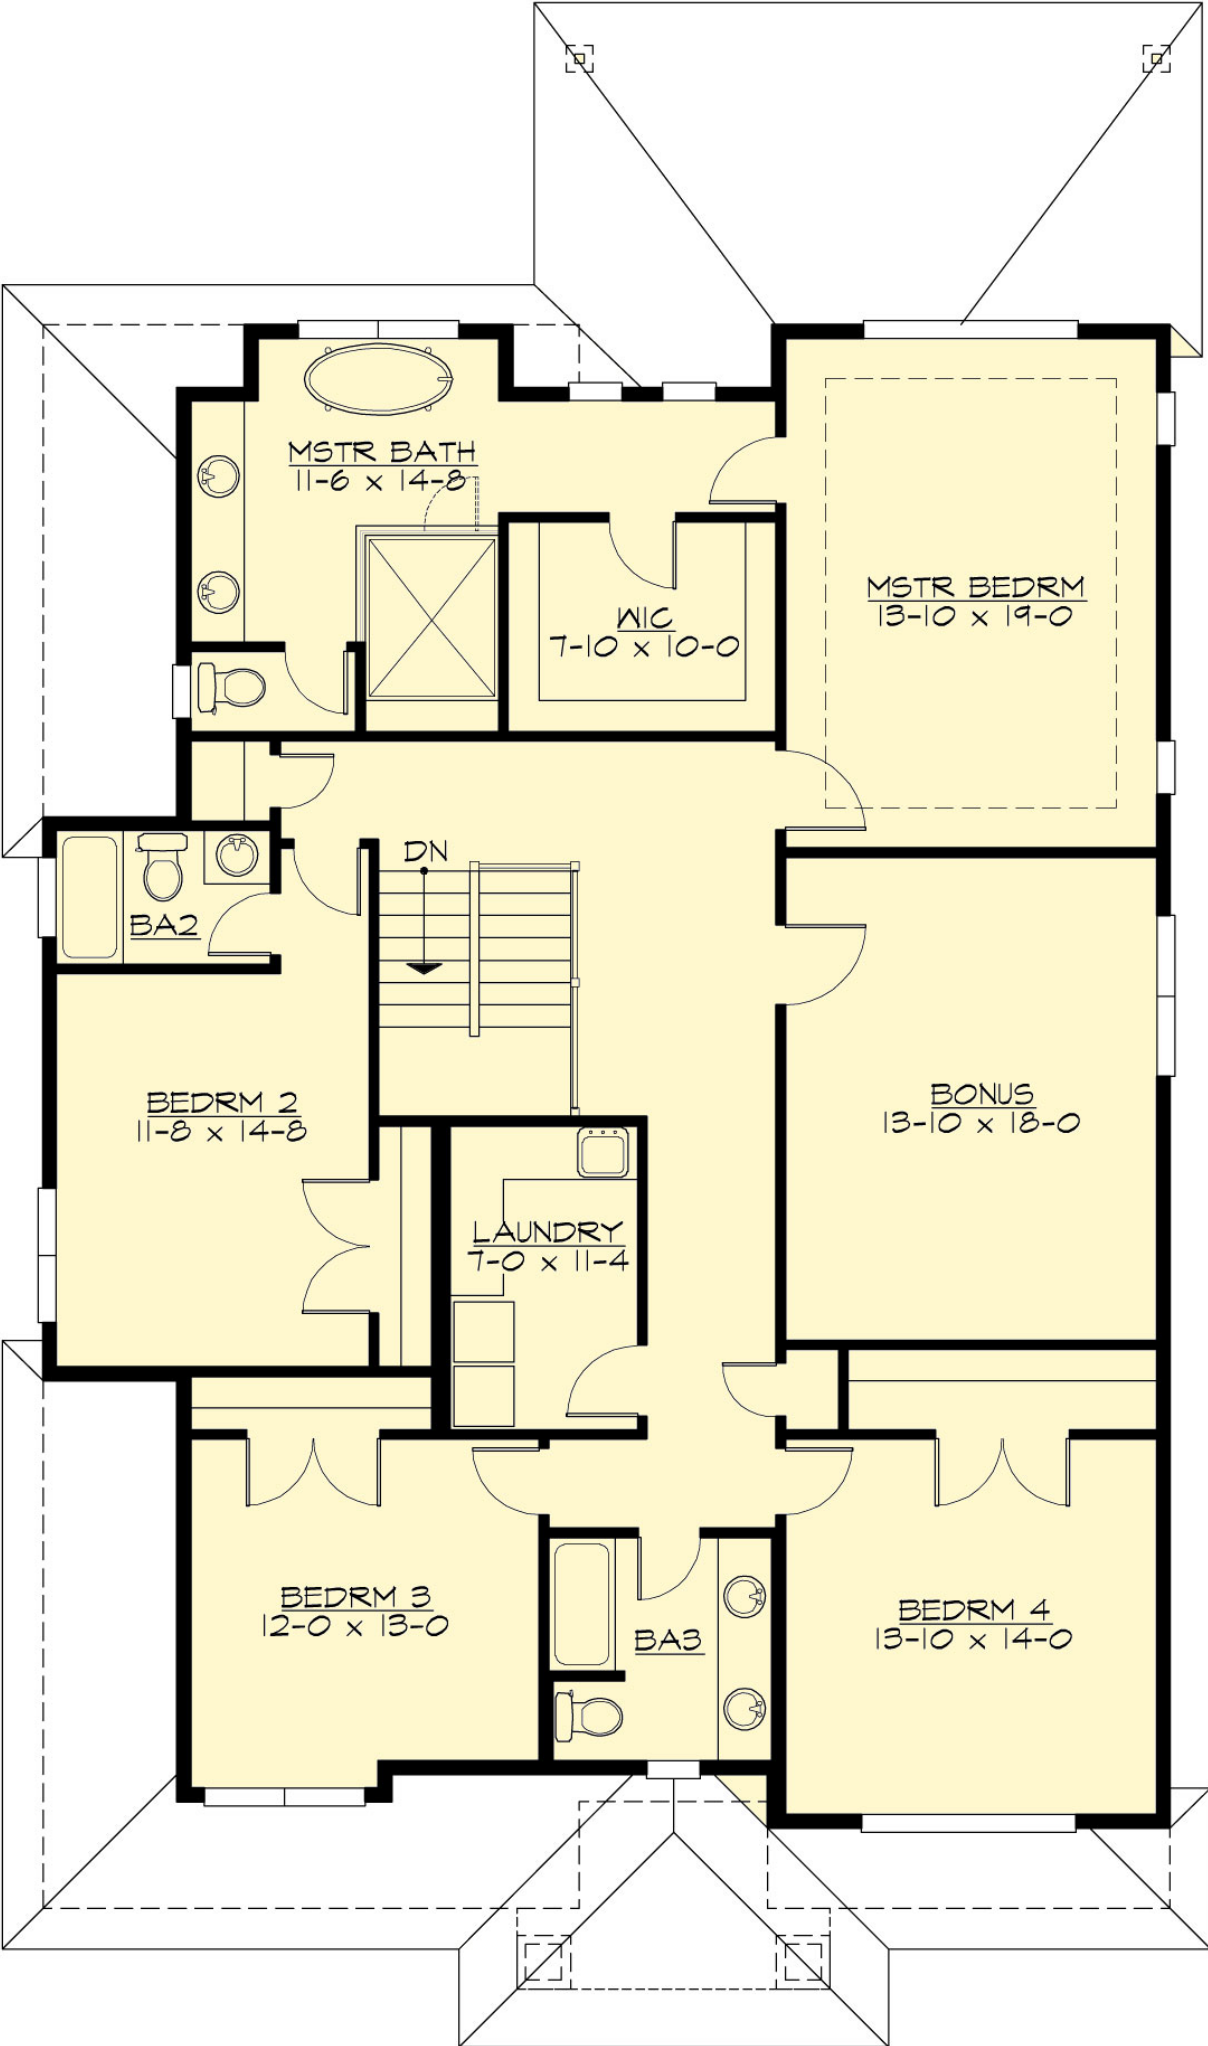 MSTR BATH
11-6 x 14-8
MSTR BEDRM
13-10 x 19-0
WIC
7-10 x 10-0
DN
BA2
BEDRM 2
11-8 x 14-8
BONUS
13-10 x 18-0
LAUNDRY
7-0 x 11-4
BEDRM 3
12-0 x 13-0
BA3
BEDRM 4
13-10 x 14-0